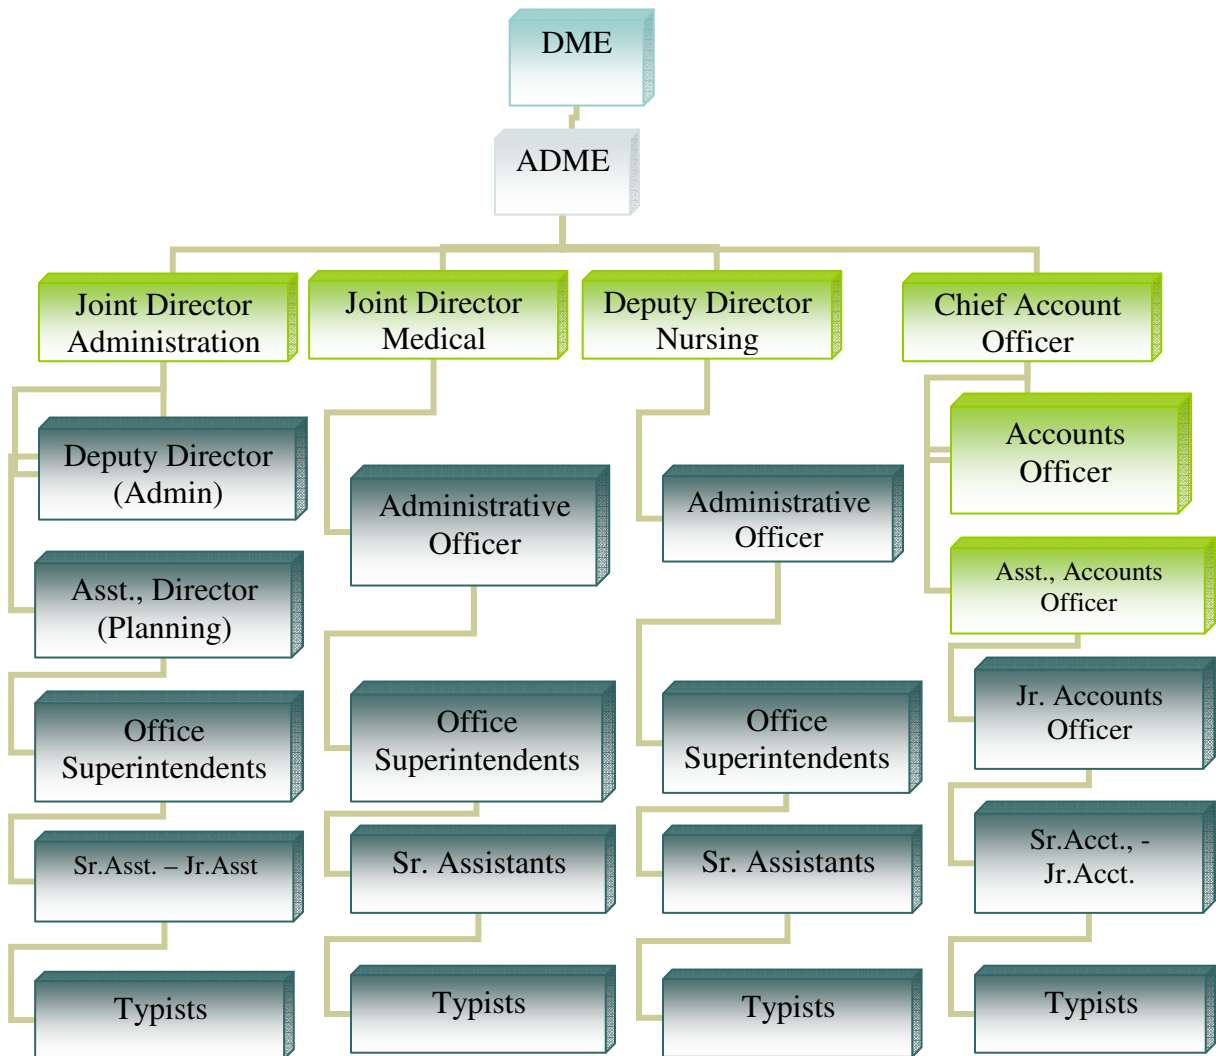 DME
ADME
Joint Director
Administration
Joint Director
Medical
Deputy Director
Nursing
Chief Account
Officer
Deputy Director
(Admin)
Administrative
Officer
Administrative
Officer
Accounts
Officer
Asst., Director
(Planning)
Asst., Accounts
Officer
Office
Superintendents
Office
Superintendents
Office
Superintendents
Jr. Accounts
Officer
Sr.Asst. – Jr.Asst
Sr. Assistants
Sr. Assistants
Sr.Acct., -
Jr.Acct.
Typists
Typists
Typists
Typists